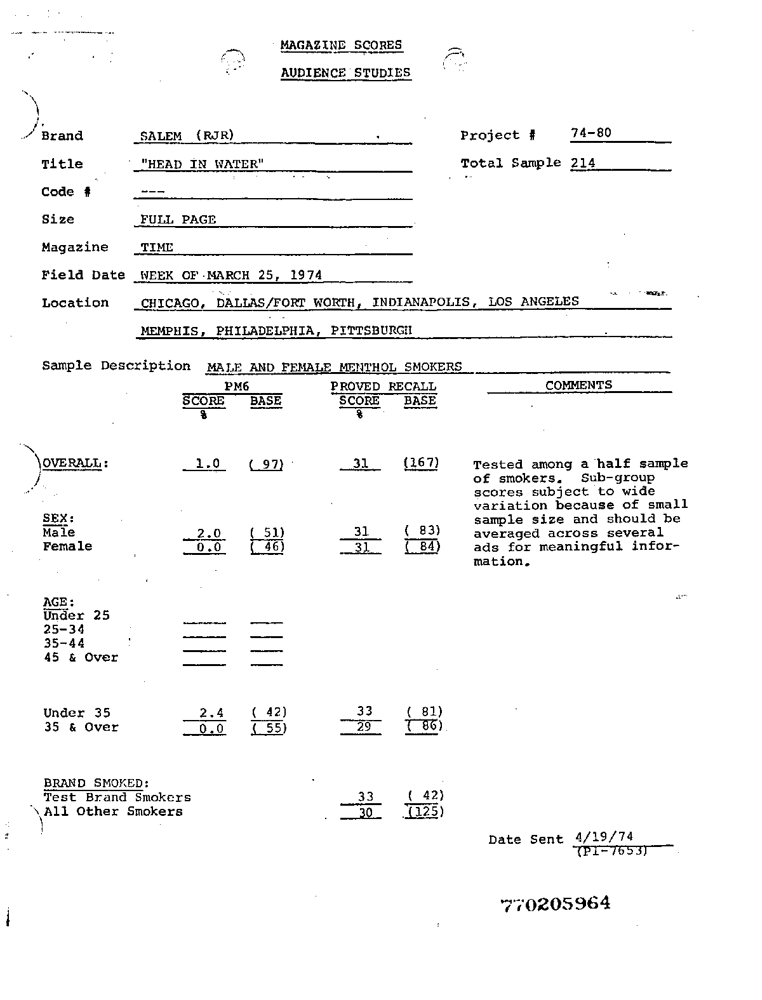 MAGAZINE SCORES
AUDIENCE STUDIES
Brand SALEM (RJR) Project # 74-80
Title "HEAD IN WATER" Total Sample 214
Code # ---
Size FULL PAGE
Magazine TIME
Field Date WEEK OF MARCH 25, 1974
Location CHICAGO, DALLAS/FORT WORTH, INDIANAPOLIS, LOS ANGELES
MEMPHIS, PHILADELPHIA, PITTSBURGH
Sample Description MALE AND FEMALE MENTHOL SMOKERS
PM6 PROVED RECALL COMMENTS
SCORE BASE SCORE BASE
% %
OVERALL: 1.0 ( 97) 31 (167) Tested among a half sample
of smokers. Sub-group
scores subject to wide
variation because of small
SEX: sample size and should be
Male 2.0 ( 51) 31 ( 83) averaged across several
Female 0.0 ( 46) 31 ( 84) ads for meaningful infor-
mation.
AGE:
Under 25
25-34
35-44
45 & Over
Under 35 2.4 ( 42) 33 ( 81)
35 & Over 0.0 ( 55) 29 ( 86)
BRAND SMOKED:
Test Brand Smokers 33 ( 42)
All Other Smokers 30 (125)
Date Sent 4/19/74
(PI-7653)
770205964